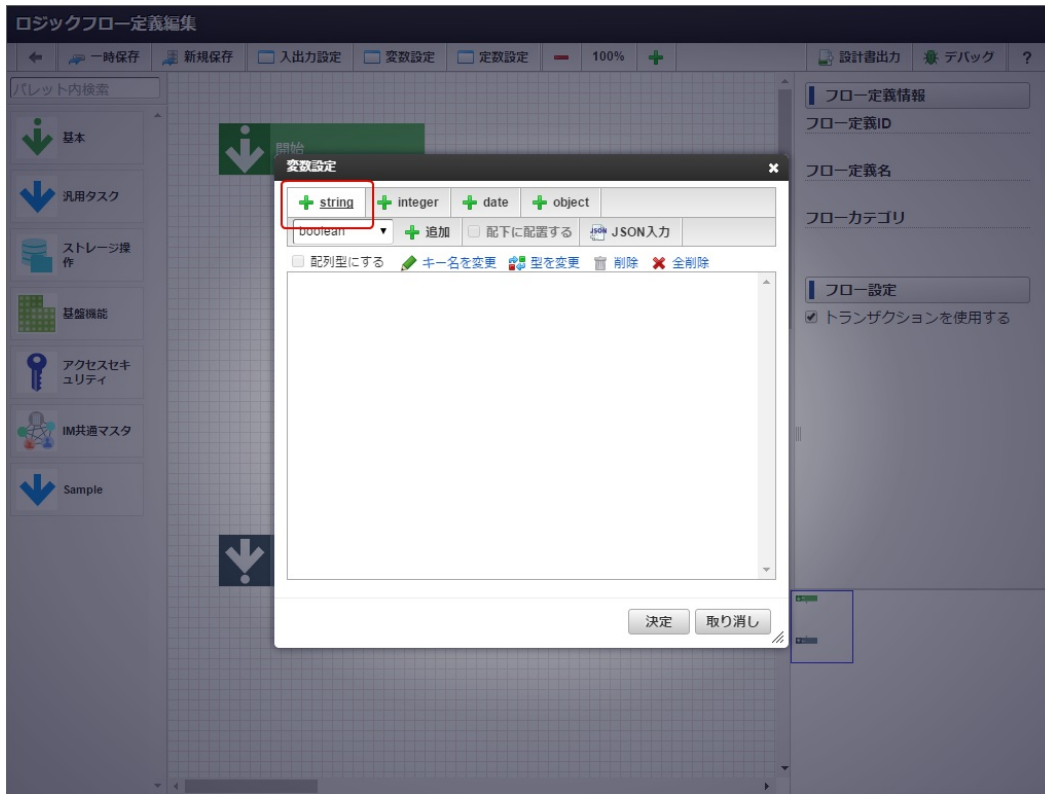 ロジックフロー定義編集
一時保存 新規保存 入出力設定 変数設定 定数設定 100% 設計書出力 デバッグ ?
パレット内検索
基本
汎用タスク
ストレージ操
作
基盤機能
アクセスセキ
ュリティ
IM共通マスタ
Sample
開始
変数設定
string integer date object
boolean 追加 配下に配置する JSON入力
配列型にする キー名を変更 型を変更 削除 全削除
決定 取り消し
フロー定義情報
フロー定義ID
フロー定義名
フローカテゴリ
フロー設定
トランザクションを使用する